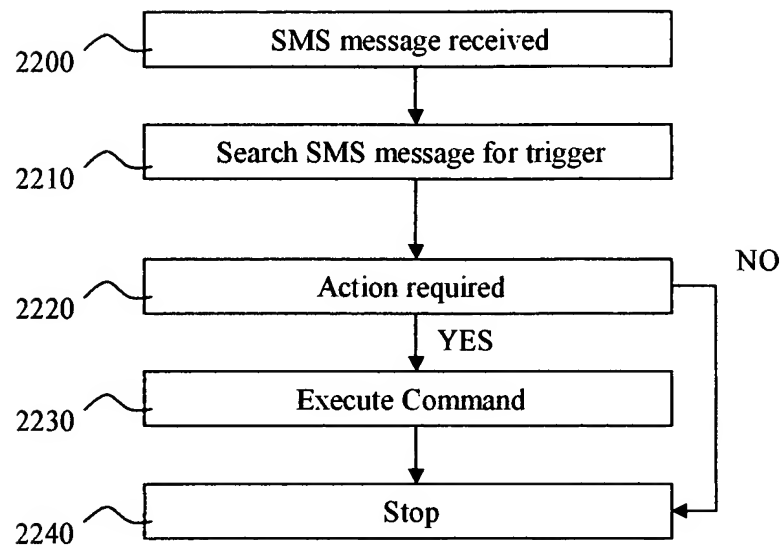 SMS message received
2200
Search SMS message for trigger
2210
NO
Action required
2220
YES
Execute Command
2230
Stop
2240